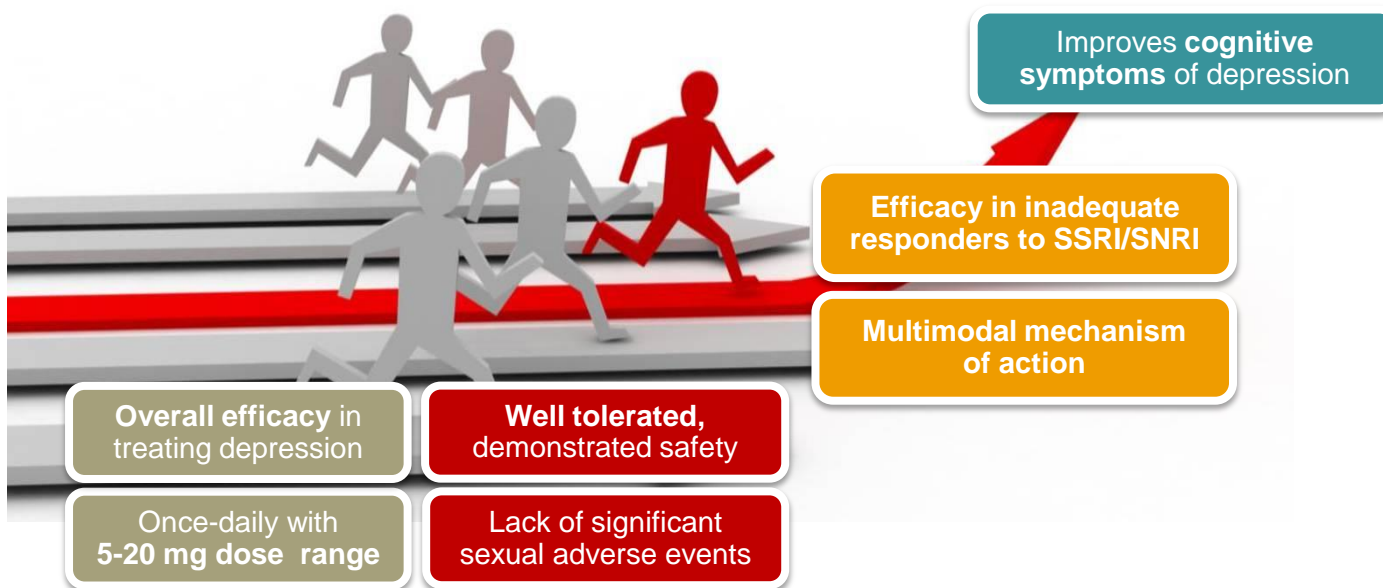 Improves cognitive
symptoms of depression
Efficacy in inadequate
responders to SSRI/SNRI
Multimodal mechanism
of action
Overall efficacy in
treating depression
Well tolerated,
demonstrated safety
Once-daily with
5-20 mg dose range
Lack of significant
sexual adverse events